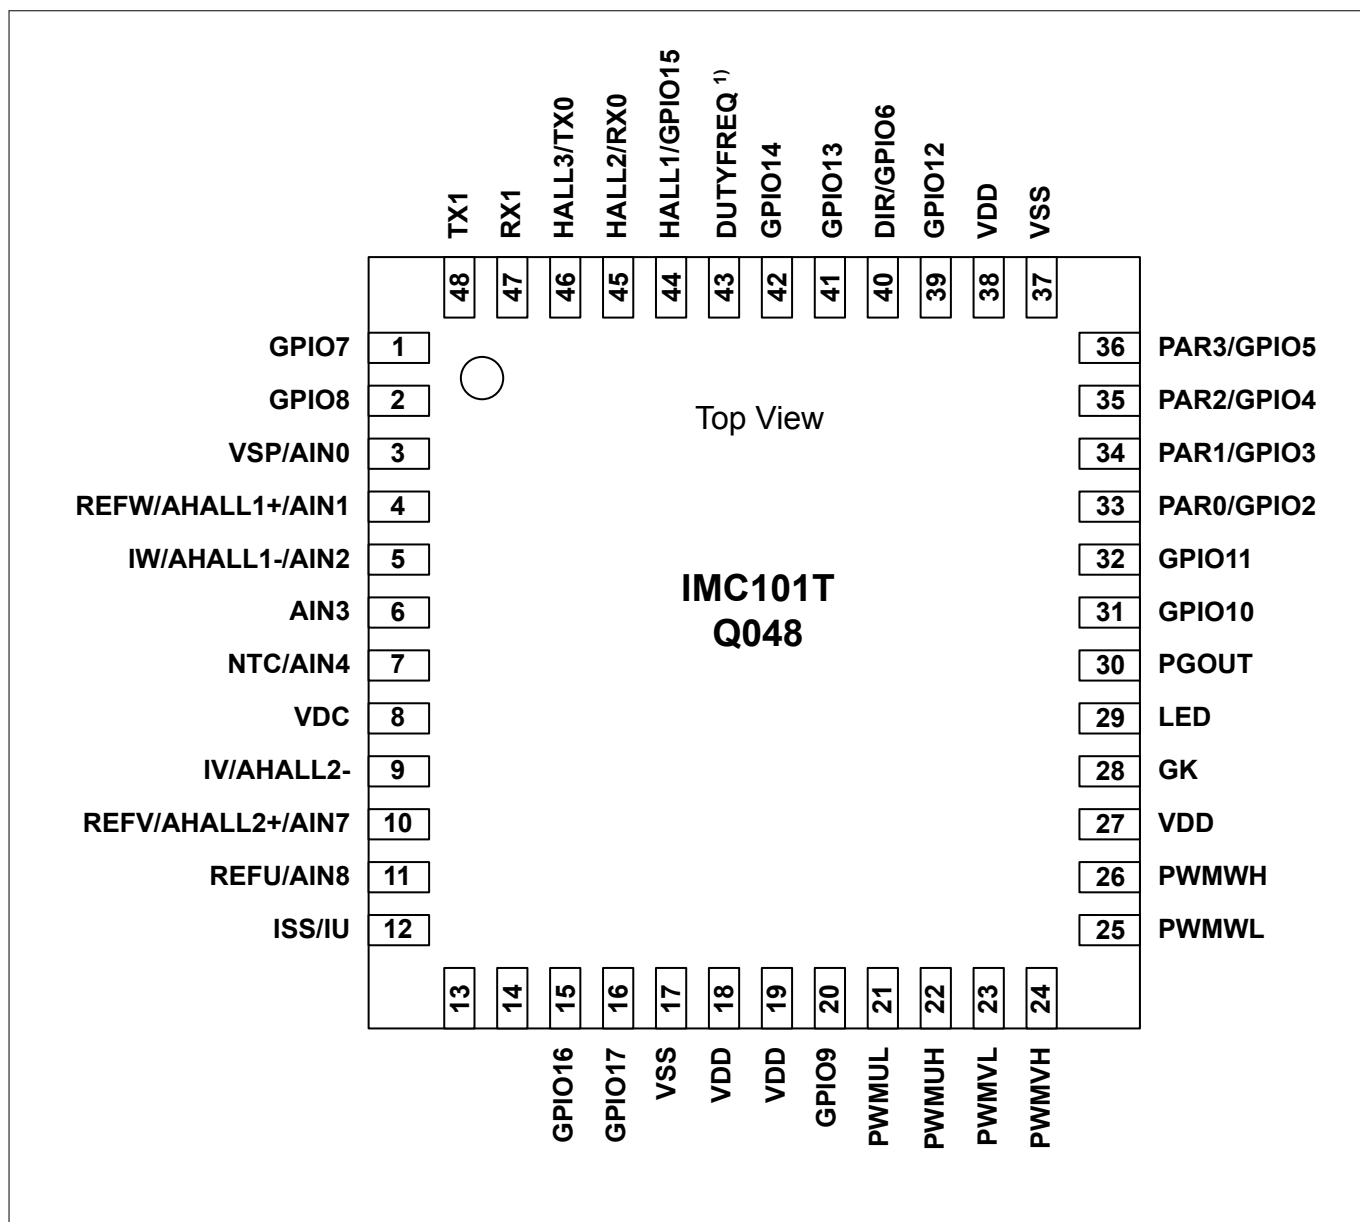 TX1
RX1
HALL3/TX0
HALL2/RX0
HALL1/GPIO15
DUTYFREQ 1)
GPIO14
GPIO13
DIR/GPIO6
GPIO12
VDD
VSS
48
47
46
45
44
43
42
41
40
39
38
37
GPIO7 1
GPIO8 2
VSP/AIN0 3
REFW/AHALL1+/AIN1 4
IW/AHALL1-/AIN2 5
AIN3 6
NTC/AIN4 7
VDC 8
IV/AHALL2- 9
REFV/AHALL2+/AIN7 10
REFU/AIN8 11
ISS/IU 12
Top View
IMC101T
Q048
36 PAR3/GPIO5
35 PAR2/GPIO4
34 PAR1/GPIO3
33 PAR0/GPIO2
32 GPIO11
31 GPIO10
30 PGOUT
29 LED
28 GK
27 VDD
26 PWMWH
25 PWMWL
13
14
15
16
17
18
19
20
21
22
23
24
GPIO16
GPIO17
VSS
VDD
VDD
GPIO9
PWMUL
PWMUH
PWMVL
PWMVH